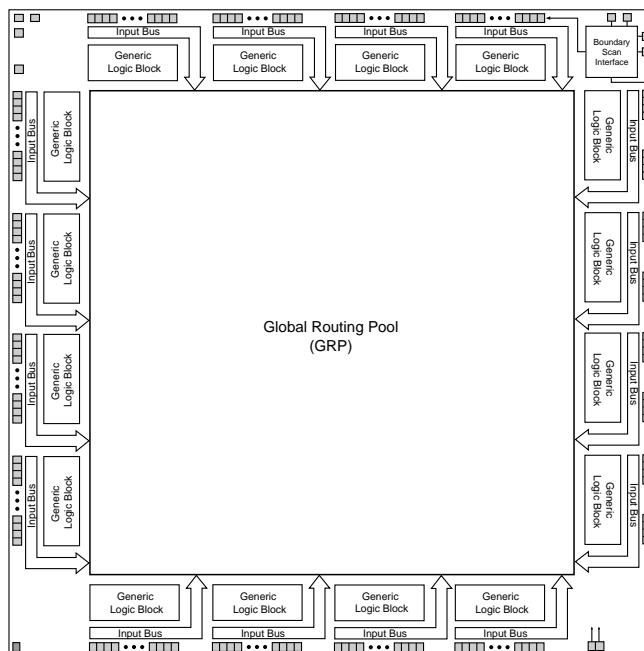 Input Bus
Input Bus
Input Bus
Input Bus
Generic
Logic Block
Generic
Logic Block
Generic
Logic Block
Generic
Logic Block
Boundary
Scan
Interface
Input Bus
Generic
Logic Block
Generic
Logic Block
Input Bus
Input Bus
Generic
Logic Block
Generic
Logic Block
Input Bus
Global Routing Pool
(GRP)
Input Bus
Generic
Logic Block
Generic
Logic Block
Input Bus
Input Bus
Generic
Logic Block
Generic
Logic Block
Input Bus
Generic
Logic Block
Generic
Logic Block
Generic
Logic Block
Generic
Logic Block
Input Bus
Input Bus
Input Bus
Input Bus